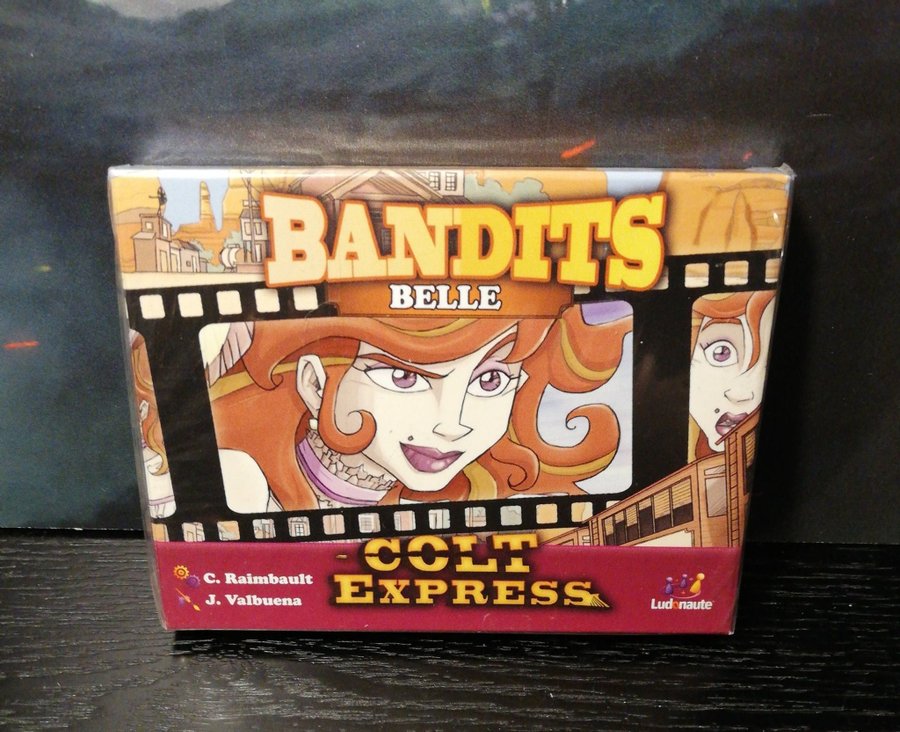 BANDITS
BELLE
COLT
EXPRESS
C. Raimbault
J. Valbuena
Ludonaute